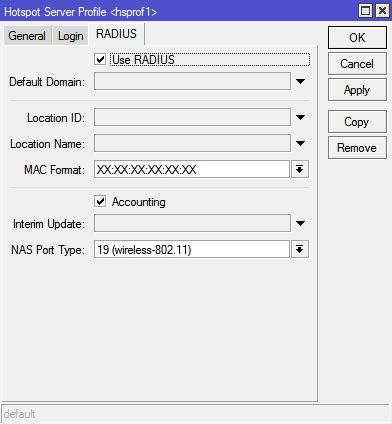 Hotspot Server Profile <hsprof1>
General Login RADIUS
OK
Use RADIUS
Cancel
Default Domain:
Apply
Location ID:
Copy
Location Name:
Remove
MAC Format: XX:XX:XX:XX:XX:XX
Accounting
Interim Update:
NAS Port Type: 19 (wireless-802.11)
default